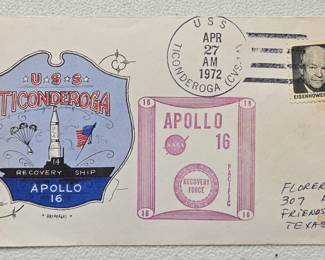 U.S.S
TICONDEROGA
14
RECOVERY SHIP
APOLLO
16
USS
APR
27
AM
1972
TICONDEROGA (CVS-
EISENHOWER
16
16
APOLLO
16
NASA
PACIFIC
RECOVERY
FORCE
16
16
FLORE
307
FRIENDS
TEXAS